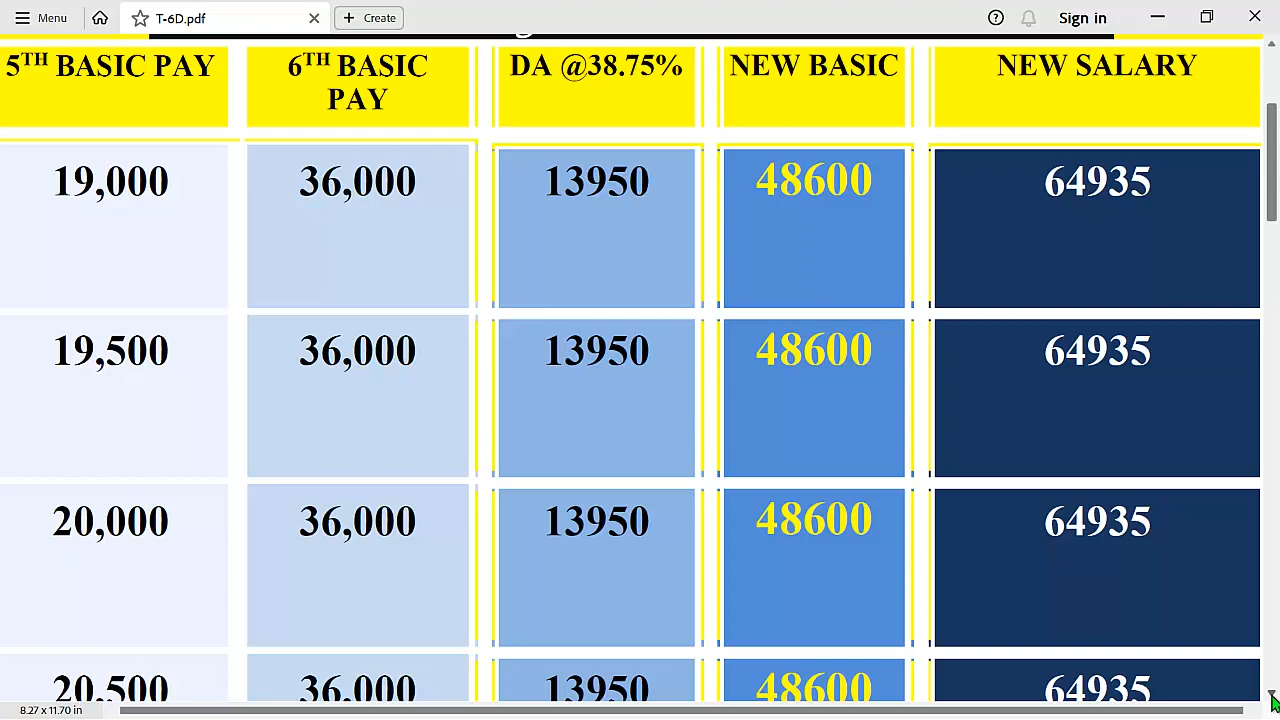 Menu
T-6D.pdf
Create
Sign in
5TH BASIC PAY
6TH BASIC
PAY
DA @38.75%
NEW BASIC
NEW SALARY
19,000 36,000 13950 48600 64935
19,500 36,000 13950 48600 64935
20,000 36,000 13950 48600 64935
20,500 36,000 13950 48600 64935
8.27 x 11.70 in